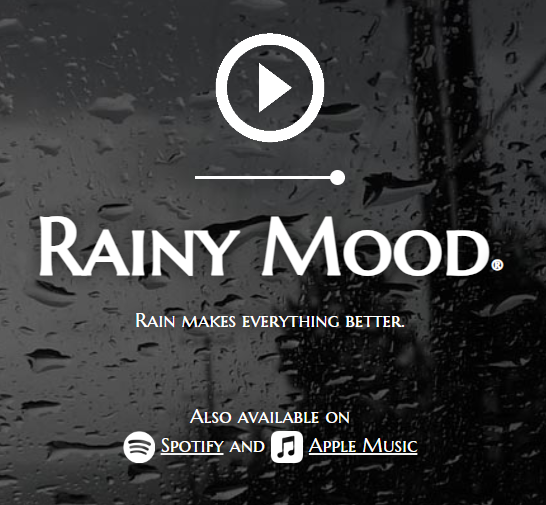 Rainy Mood®
Rain makes everything better.
Also available on
Spotify and Apple Music